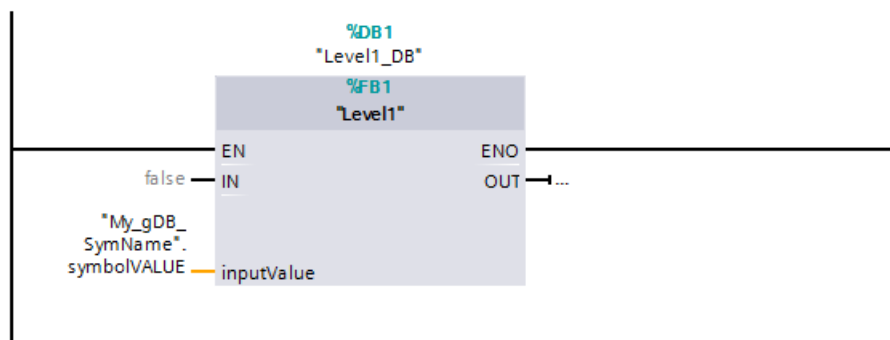 %DB1
"Level1_DB"
%FB1
"Level1"
EN ENO
false IN OUT ...
"My_gDB_
SymName".
symbolVALUE inputValue